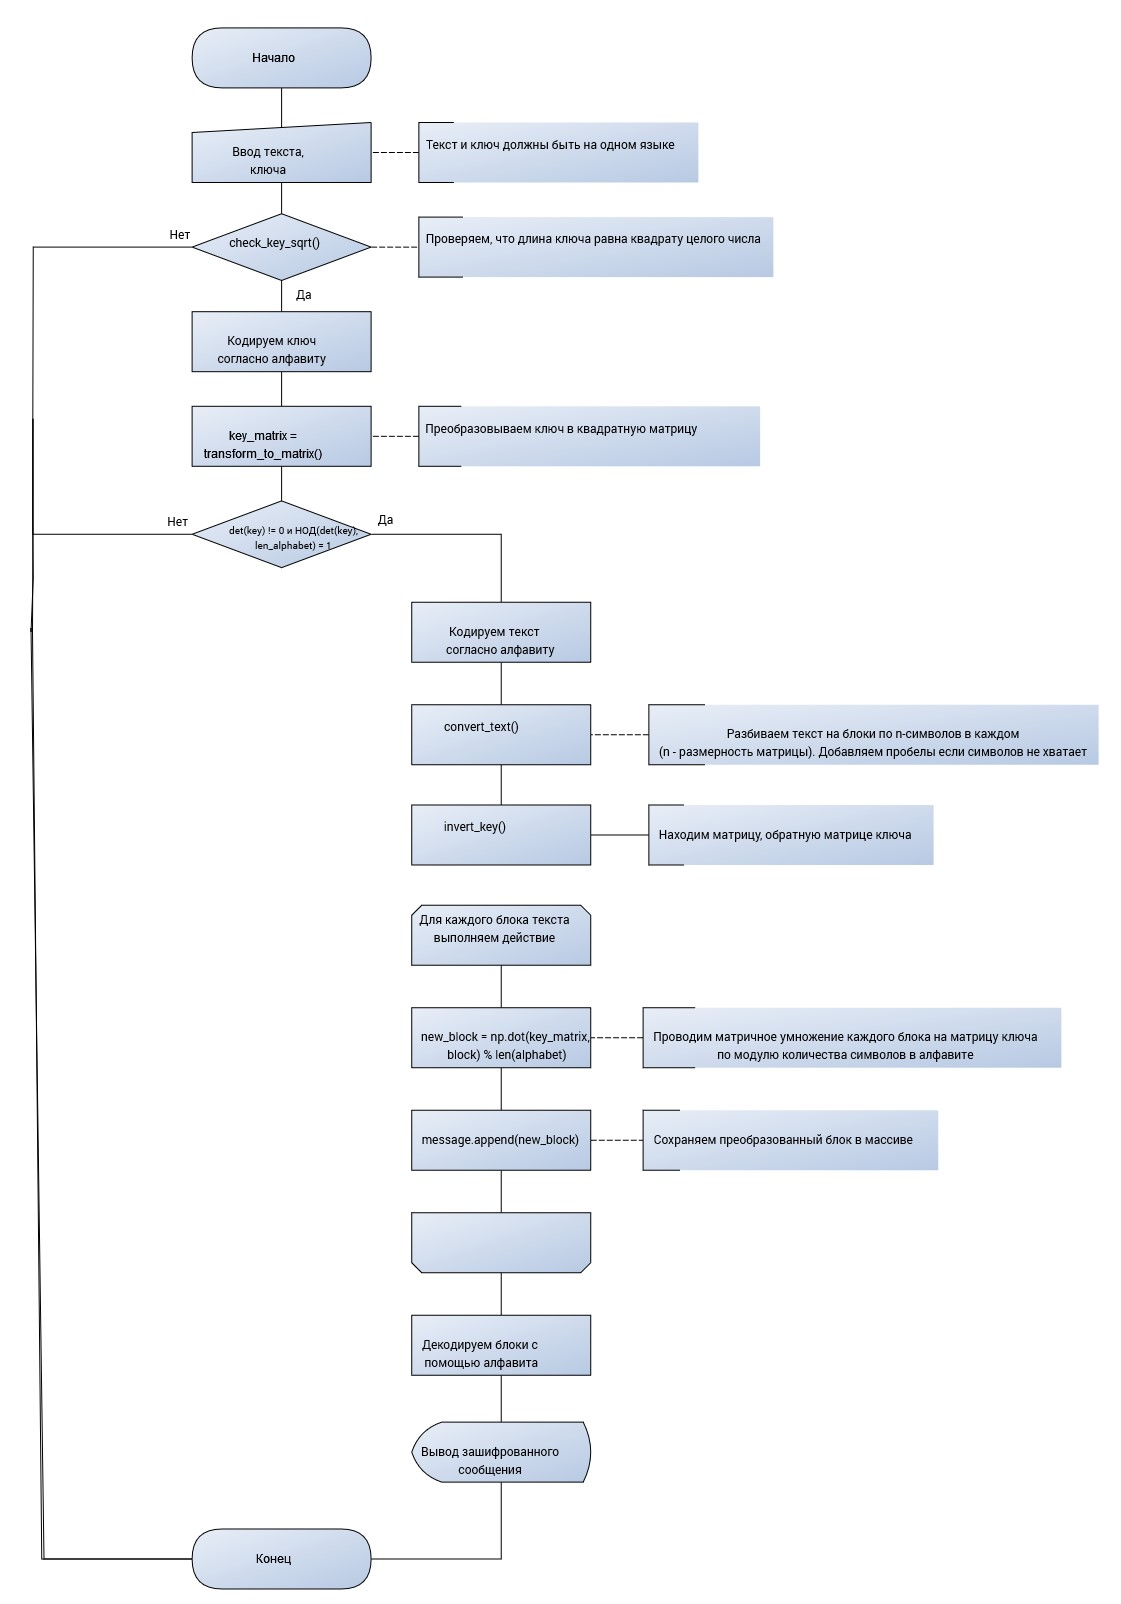 Начало
Ввод текста,
ключа
Текст и ключ должны быть на одном языке
Нет
check_key_sqrt()
Проверяем, что длина ключа равна квадрату целого числа
Да
Кодируем ключ
согласно алфавиту
key_matrix =
transform_to_matrix()
Преобразовываем ключ в квадратную матрицу
Нет
det(key) != 0 и НОД(det(key),
len_alphabet) = 1
Да
Кодируем текст
согласно алфавиту
convert_text()
Разбиваем текст на блоки по n-символов в каждом
(n - размерность матрицы). Добавляем пробелы если символов не хватает
invert_key()
Находим матрицу, обратную матрице ключа
Для каждого блока текста
выполняем действие
new_block = np.dot(key_matrix,
block) % len(alphabet)
Проводим матричное умножение каждого блока на матрицу ключа
по модулю количества символов в алфавите
message.append(new_block)
Сохраняем преобразованный блок в массиве
Декодируем блоки с
помощью алфавита
Вывод зашифрованного
сообщения
Конец